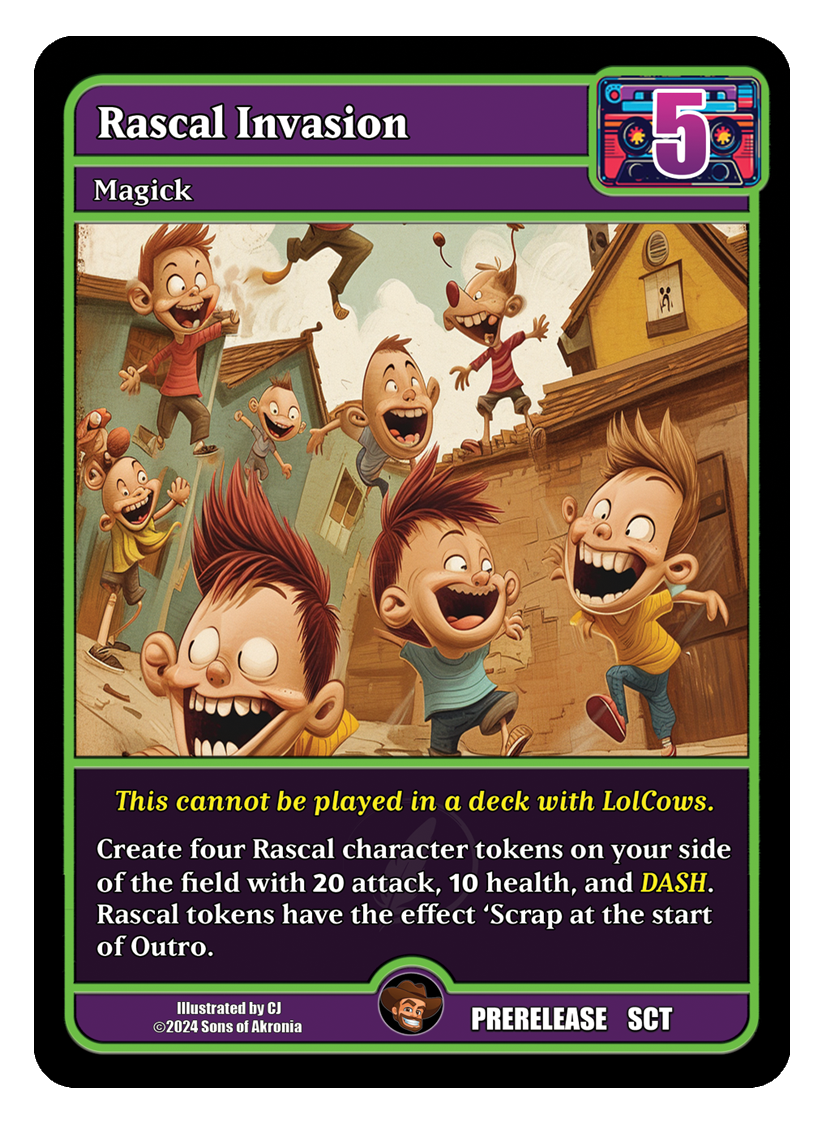 Rascal Invasion
5
Magick
This cannot be played in a deck with LolCows.
Create four Rascal character tokens on your side
of the field with 20 attack, 10 health, and DASH.
Rascal tokens have the effect ‘Scrap at the start
of Outro.
Illustrated by CJ
©2024 Sons of Akronia
PRERELEASE SCT